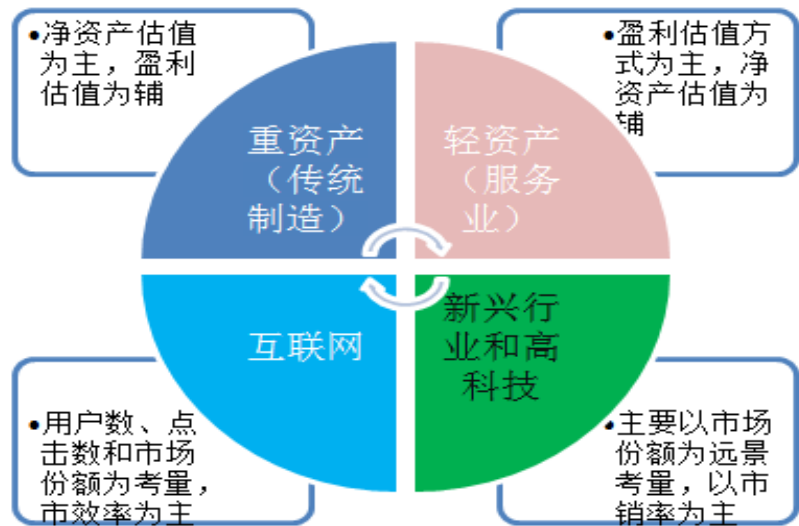 •净资产估值
为主，盈利
估值为辅
•盈利估值方
式为主，净
资产估值为
辅
重资产
（传统
制造）
轻资产
（服务
业）
互联网
新兴行
业和高
科技
•用户数、点
击数和市场
份额为考量，
市效率为主
•主要以市场
份额为远景
考量，以市
销率为主